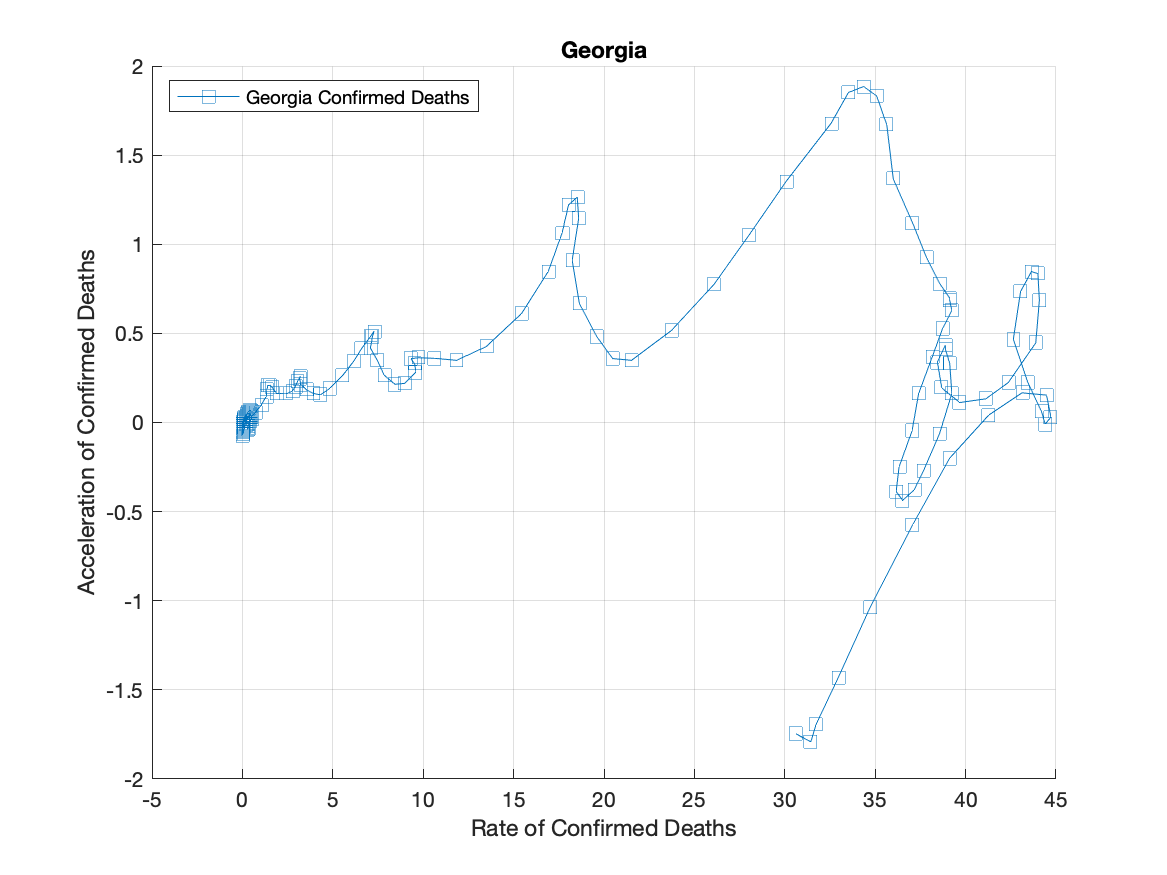 Georgia
Georgia Confirmed Deaths
2
1.5
1
0.5
0
-0.5
-1
-1.5
-2
Acceleration of Confirmed Deaths
-5 0 5 10 15 20 25 30 35 40 45
Rate of Confirmed Deaths